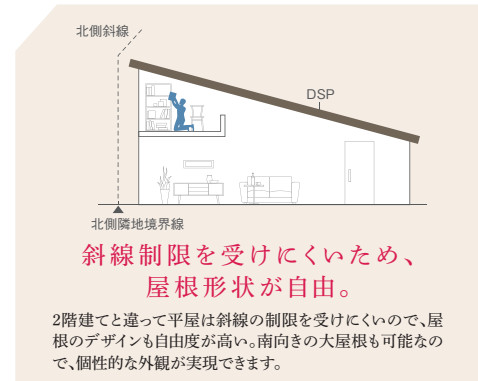 北側斜線
DSP
北側隣地境界線
斜線制限を受けにくいため、
屋根形状が自由。
2階建てと違って平屋は斜線の制限を受けにくいので、屋
根のデザインも自由度が高い。南向きの大屋根も可能なの
で、個性的な外観が実現できます。